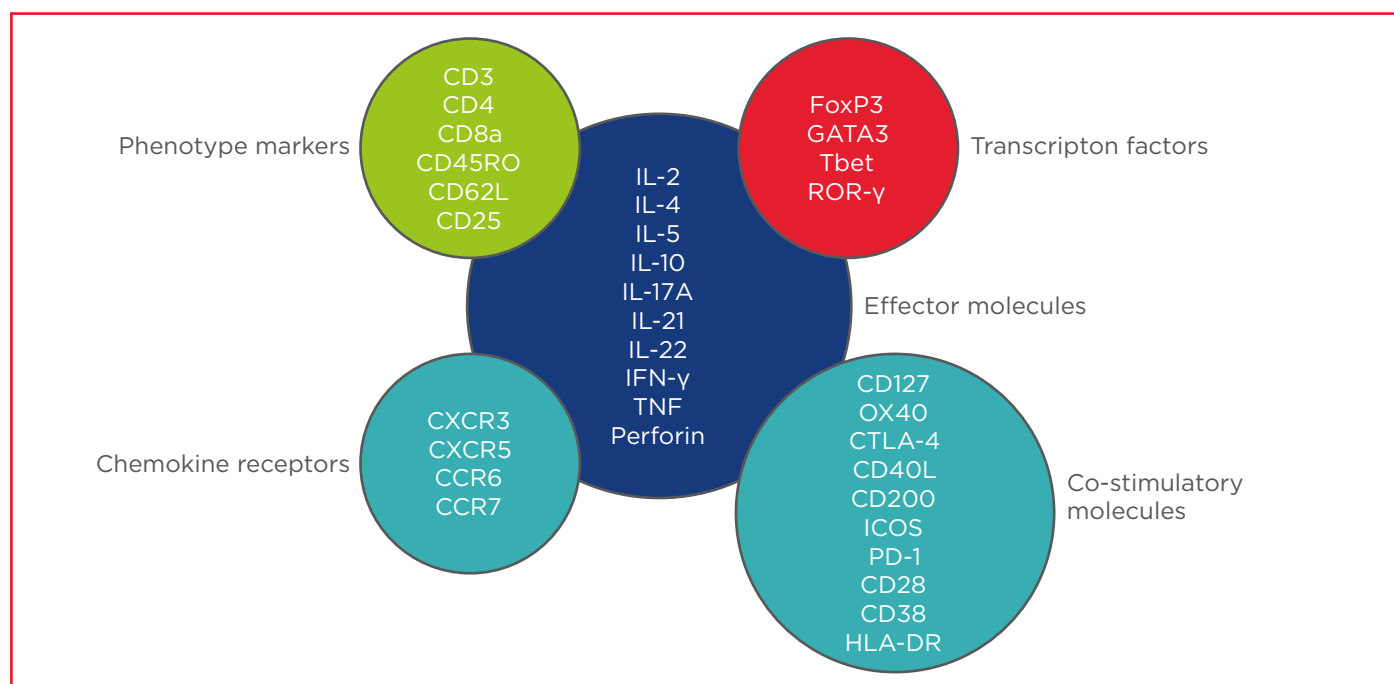 Phenotype markers
CD3
CD4
CD8a
CD45RO
CD62L
CD25
FoxP3
GATA3
Tbet
ROR-γ
Transcripton factors
IL-2
IL-4
IL-5
IL-10
IL-17A
IL-21
IL-22
IFN-γ
TNF
Perforin
Effector molecules
Chemokine receptors
CXCR3
CXCR5
CCR6
CCR7
CD127
OX40
CTLA-4
CD40L
CD200
ICOS
PD-1
CD28
CD38
HLA-DR
Co-stimulatory
molecules